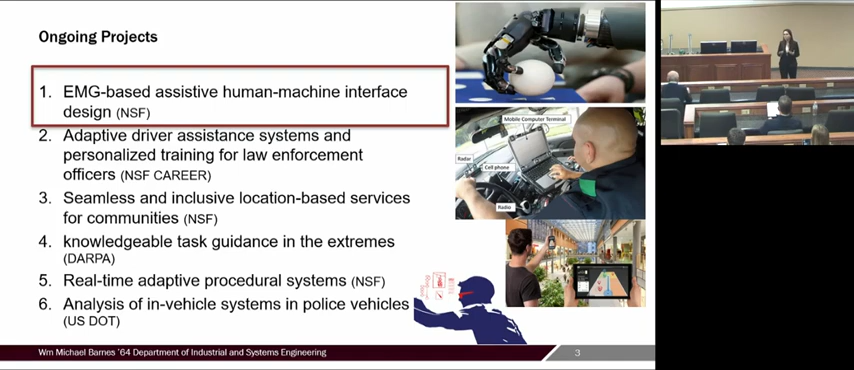 Ongoing Projects
1. EMG-based assistive human-machine interface
design (NSF)
2. Adaptive driver assistance systems and
personalized training for law enforcement
officers (NSF CAREER)
3. Seamless and inclusive location-based services
for communities (NSF)
4. knowledgeable task guidance in the extremes
(DARPA)
5. Real-time adaptive procedural systems (NSF)
6. Analysis of in-vehicle systems in police vehicles
(US DOT)
Mobile Computer Terminal
Radar
Cell phone
Radio
Wm Michael Barnes '64 Department of Industrial and Systems Engineering
3